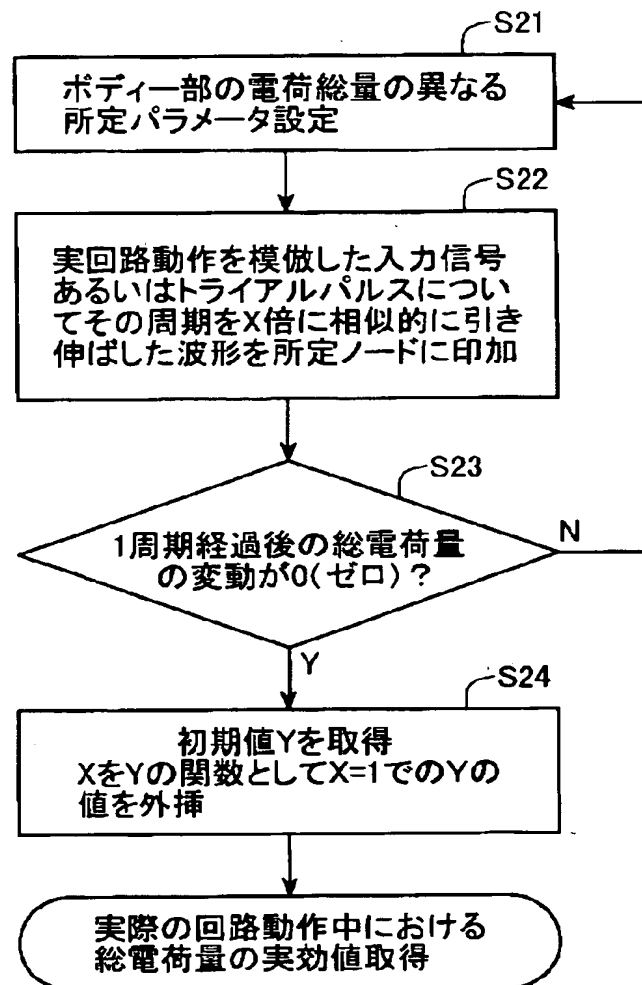 S21
ボディー部の電荷総量の異なる
所定パラメータ設定
S22
実回路動作を模倣した入力信号
あるいはトライアルパルスについ
てその周期をX倍に相似的に引き
伸ばした波形を所定ノードに印加
S23
1周期経過後の総電荷量
の変動が0(ゼロ)?
N
Y
S24
初期値Yを取得
XをYの関数としてX=1でのYの
値を外挿
実際の回路動作中における
総電荷量の実効値取得